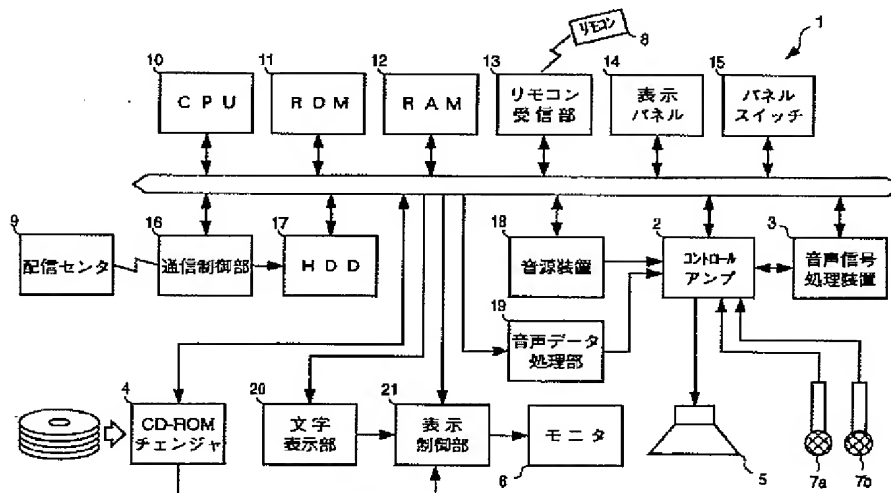 リモコン
8
1
10
11
12
13
14
15
CPU
RDM
RAM
リモコン
受信部
表示
パネル
パネル
スイッチ
9
16
17
18
2
3
配信センタ
通信制御部
HDD
音源装置
コントロール
アンプ
音声信号
処理装置
19
音声データ
処理部
4
20
21
CD-ROM
チェンジャ
文字
表示部
表示
制御部
モニタ
6
5
7a
7b